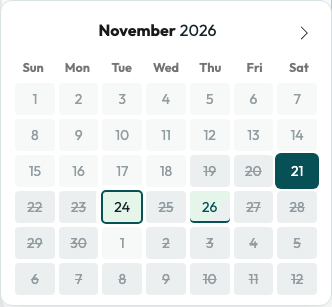 November 2026
Sun Mon Tue Wed Thu Fri Sat
1 2 3 4 5 6 7
8 9 10 11 12 13 14
15 16 17 18 19 20 21
22 23 24 25 26 27 28
29 30 1 2 3 4 5
6 7 8 9 10 11 12